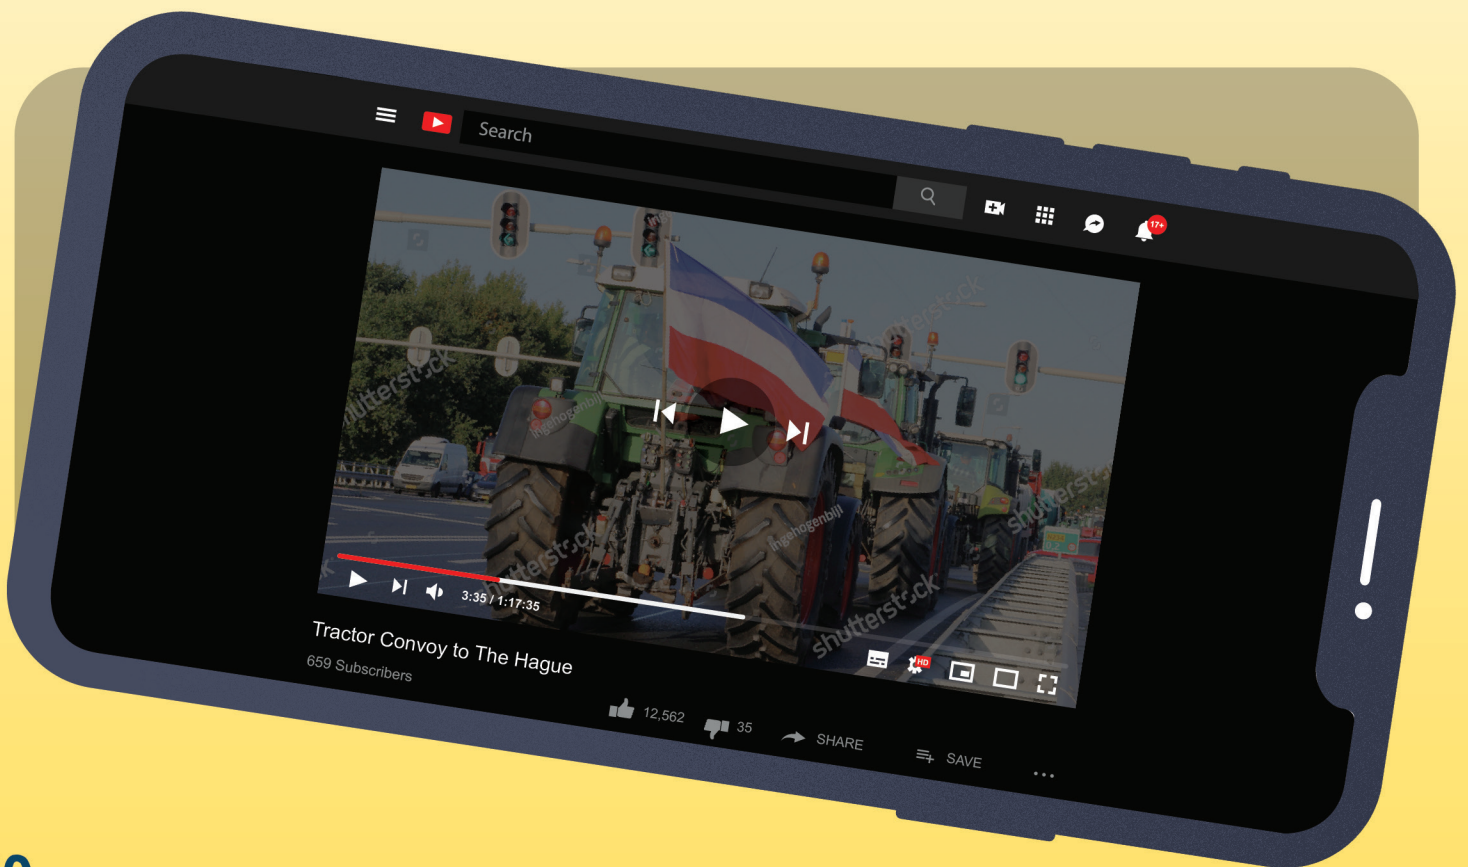 Search
17+
shutterstock
shutterstock
ingehogenbijl
shutterstock
ingehogenbijl
shutterstock
shutterstock
3:35 / 1:17:35
HD
Tractor Convoy to The Hague
659 Subscribers
12,562
35
SHARE
SAVE